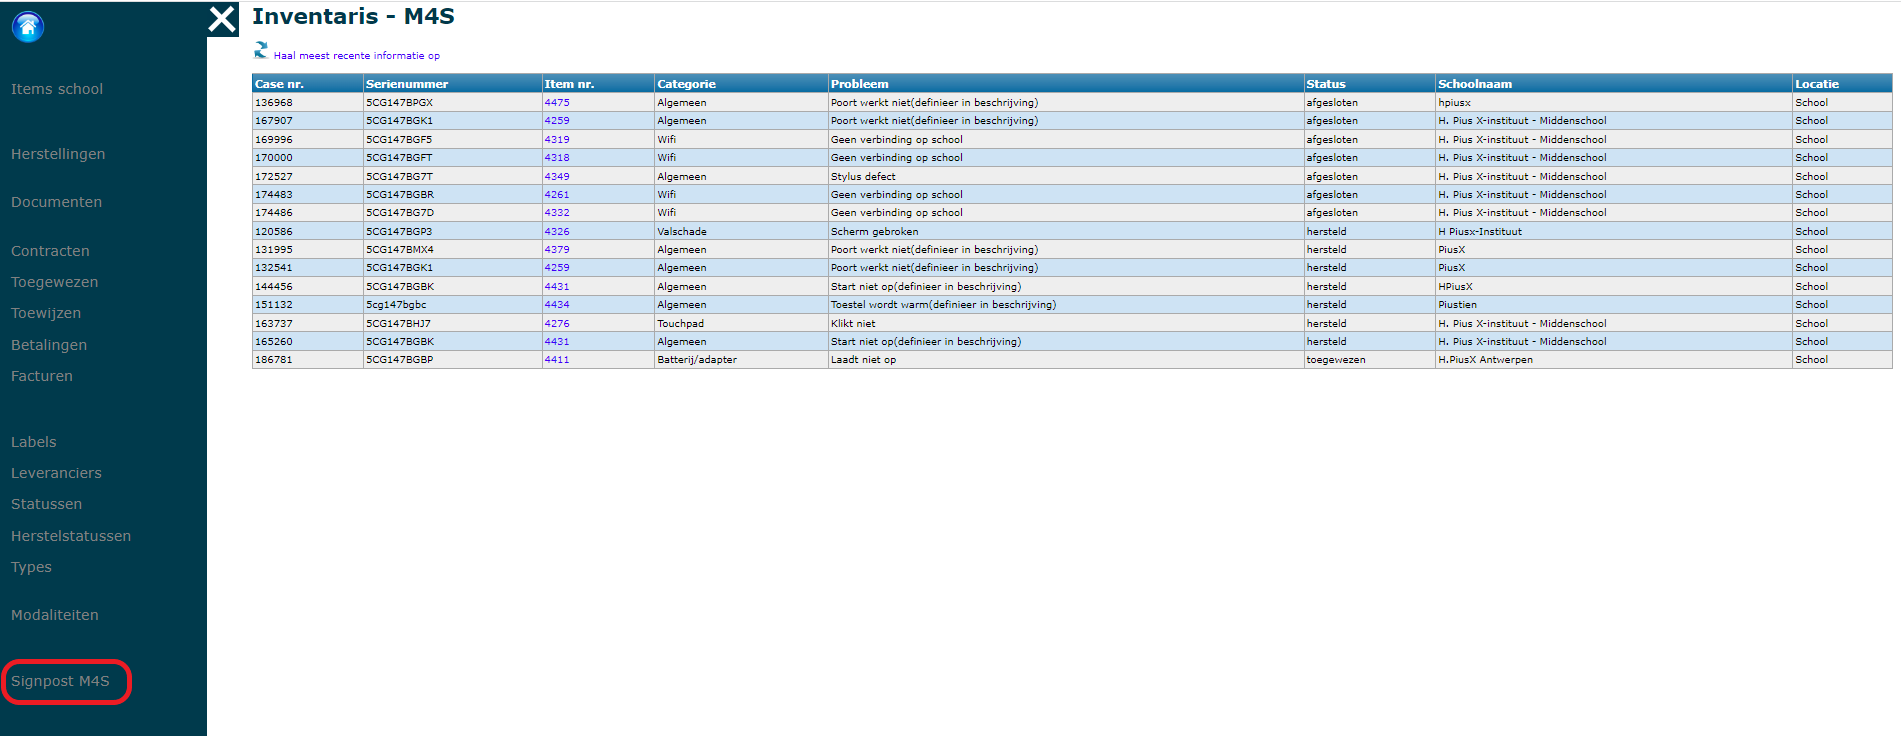 Inventaris - M4S
Haal meest recente informatie op
Items school
Herstellingen
Documenten
Contracten
Toegewezen
Toewijzen
Betalingen
Facturen
Labels
Leveranciers
Statussen
Herstelstatussen
Types
Modaliteiten
Signpost M4S
Case nr. Serienummer Item nr. Categorie Probleem Status Schoolnaam Locatie
136968 5CG147BPGX 4475 Algemeen Poort werkt niet(definieer in beschrijving) afgesloten hpiusx School
167907 5CG147BGK1 4259 Algemeen Poort werkt niet(definieer in beschrijving) afgesloten H. Pius X-instituut - Middenschool School
169996 5CG147BGF5 4319 Wifi Geen verbinding op school afgesloten H. Pius X-instituut - Middenschool School
170000 5CG147BGFT 4318 Wifi Geen verbinding op school afgesloten H. Pius X-instituut - Middenschool School
172527 5CG147BG7T 4349 Algemeen Stylus defect afgesloten H. Pius X-instituut - Middenschool School
174483 5CG147BGBR 4261 Wifi Geen verbinding op school afgesloten H. Pius X-instituut - Middenschool School
174486 5CG147BG7D 4332 Wifi Geen verbinding op school afgesloten H. Pius X-instituut - Middenschool School
120586 5CG147BGP3 4326 Valschade Scherm gebroken hersteld H Piusx-Instituut School
131995 5CG147BMX4 4379 Algemeen Poort werkt niet(definieer in beschrijving) hersteld PiusX School
132541 5CG147BGK1 4259 Algemeen Poort werkt niet(definieer in beschrijving) hersteld PiusX School
144456 5CG147BGBK 4431 Algemeen Start niet op(definieer in beschrijving) hersteld HPiusX School
151132 5cg147bgbc 4434 Algemeen Toestel wordt warm(definieer in beschrijving) hersteld Piustien School
163737 5CG147BHJ7 4276 Touchpad Klikt niet hersteld H. Pius X-instituut - Middenschool School
165260 5CG147BGBK 4431 Algemeen Start niet op(definieer in beschrijving) hersteld H. Pius X-instituut - Middenschool School
186781 5CG147BGBP 4411 Batterij/adapter Laadt niet op toegewezen H.PiusX Antwerpen School